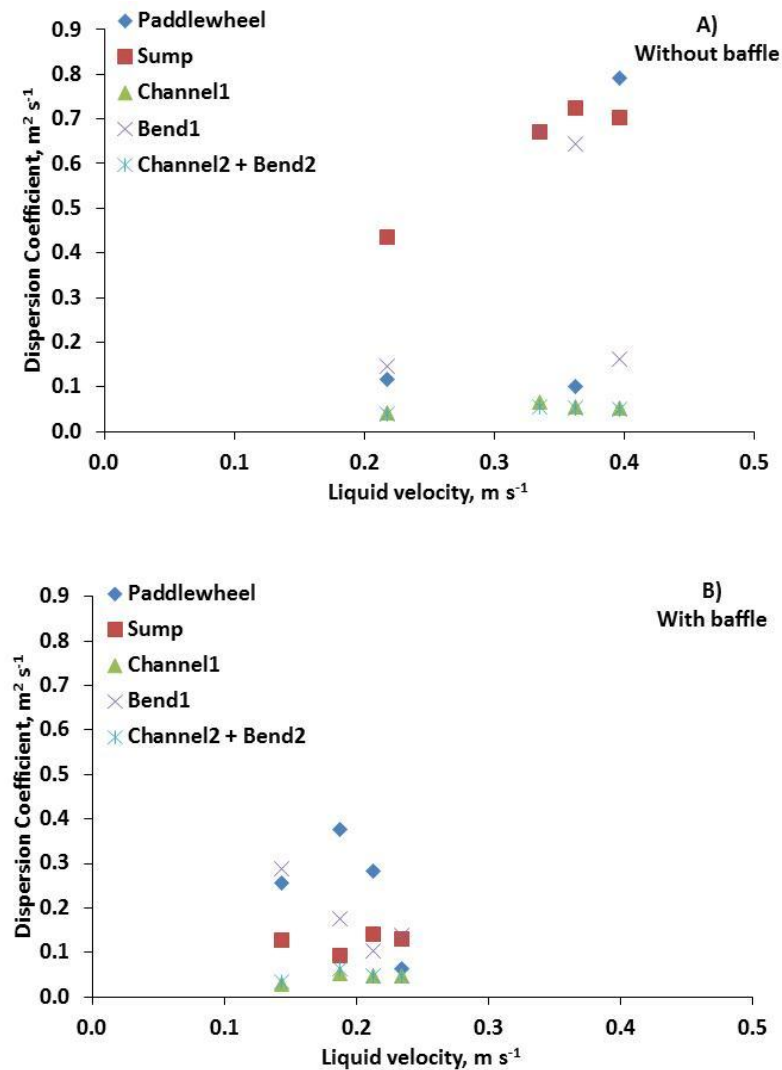 A)
Without baffle
Paddlewheel
Sump
Channel1
Bend1
Channel2 + Bend2
Dispersion Coefficient, m² s⁻¹
0.9
0.8
0.7
0.6
0.5
0.4
0.3
0.2
0.1
0.0
0.0 0.1 0.2 0.3 0.4 0.5
Liquid velocity, m s⁻¹
B)
With baffle
Paddlewheel
Sump
Channel1
Bend1
Channel2 + Bend2
Dispersion Coefficient, m² s⁻¹
0.9
0.8
0.7
0.6
0.5
0.4
0.3
0.2
0.1
0.0
0.0 0.1 0.2 0.3 0.4 0.5
Liquid velocity, m s⁻¹